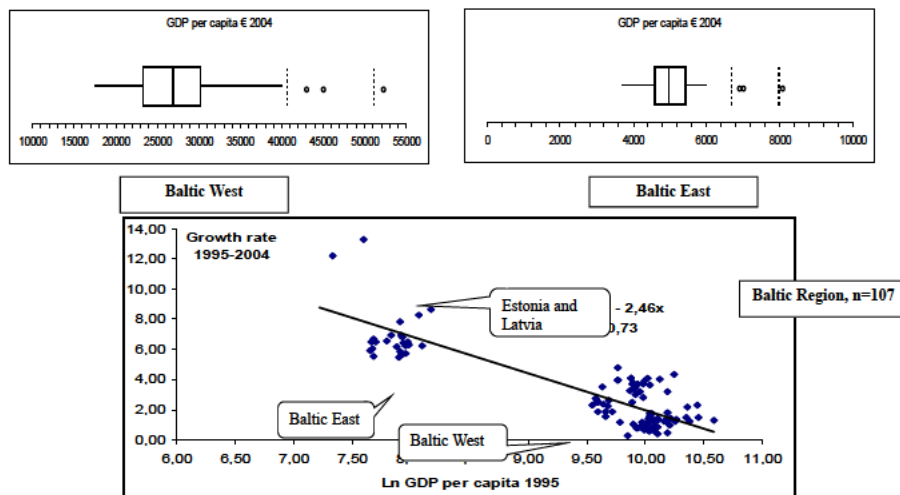 GDP per capita € 2004
10000 15000 20000 25000 30000 35000 40000 45000 50000 55000
GDP per capita € 2004
0 2000 4000 6000 8000 10000
Baltic West
Baltic East
14,00
12,00
10,00
8,00
6,00
4,00
2,00
0,00
Growth rate
1995-2004
Estonia and
Latvia
- 2,46x
0,73
Baltic Region, n=107
Baltic East
Baltic West
6,00 6,50 7,00 7,50 9,00 9,50 10,00 10,50 11,00
Ln GDP per capita 1995